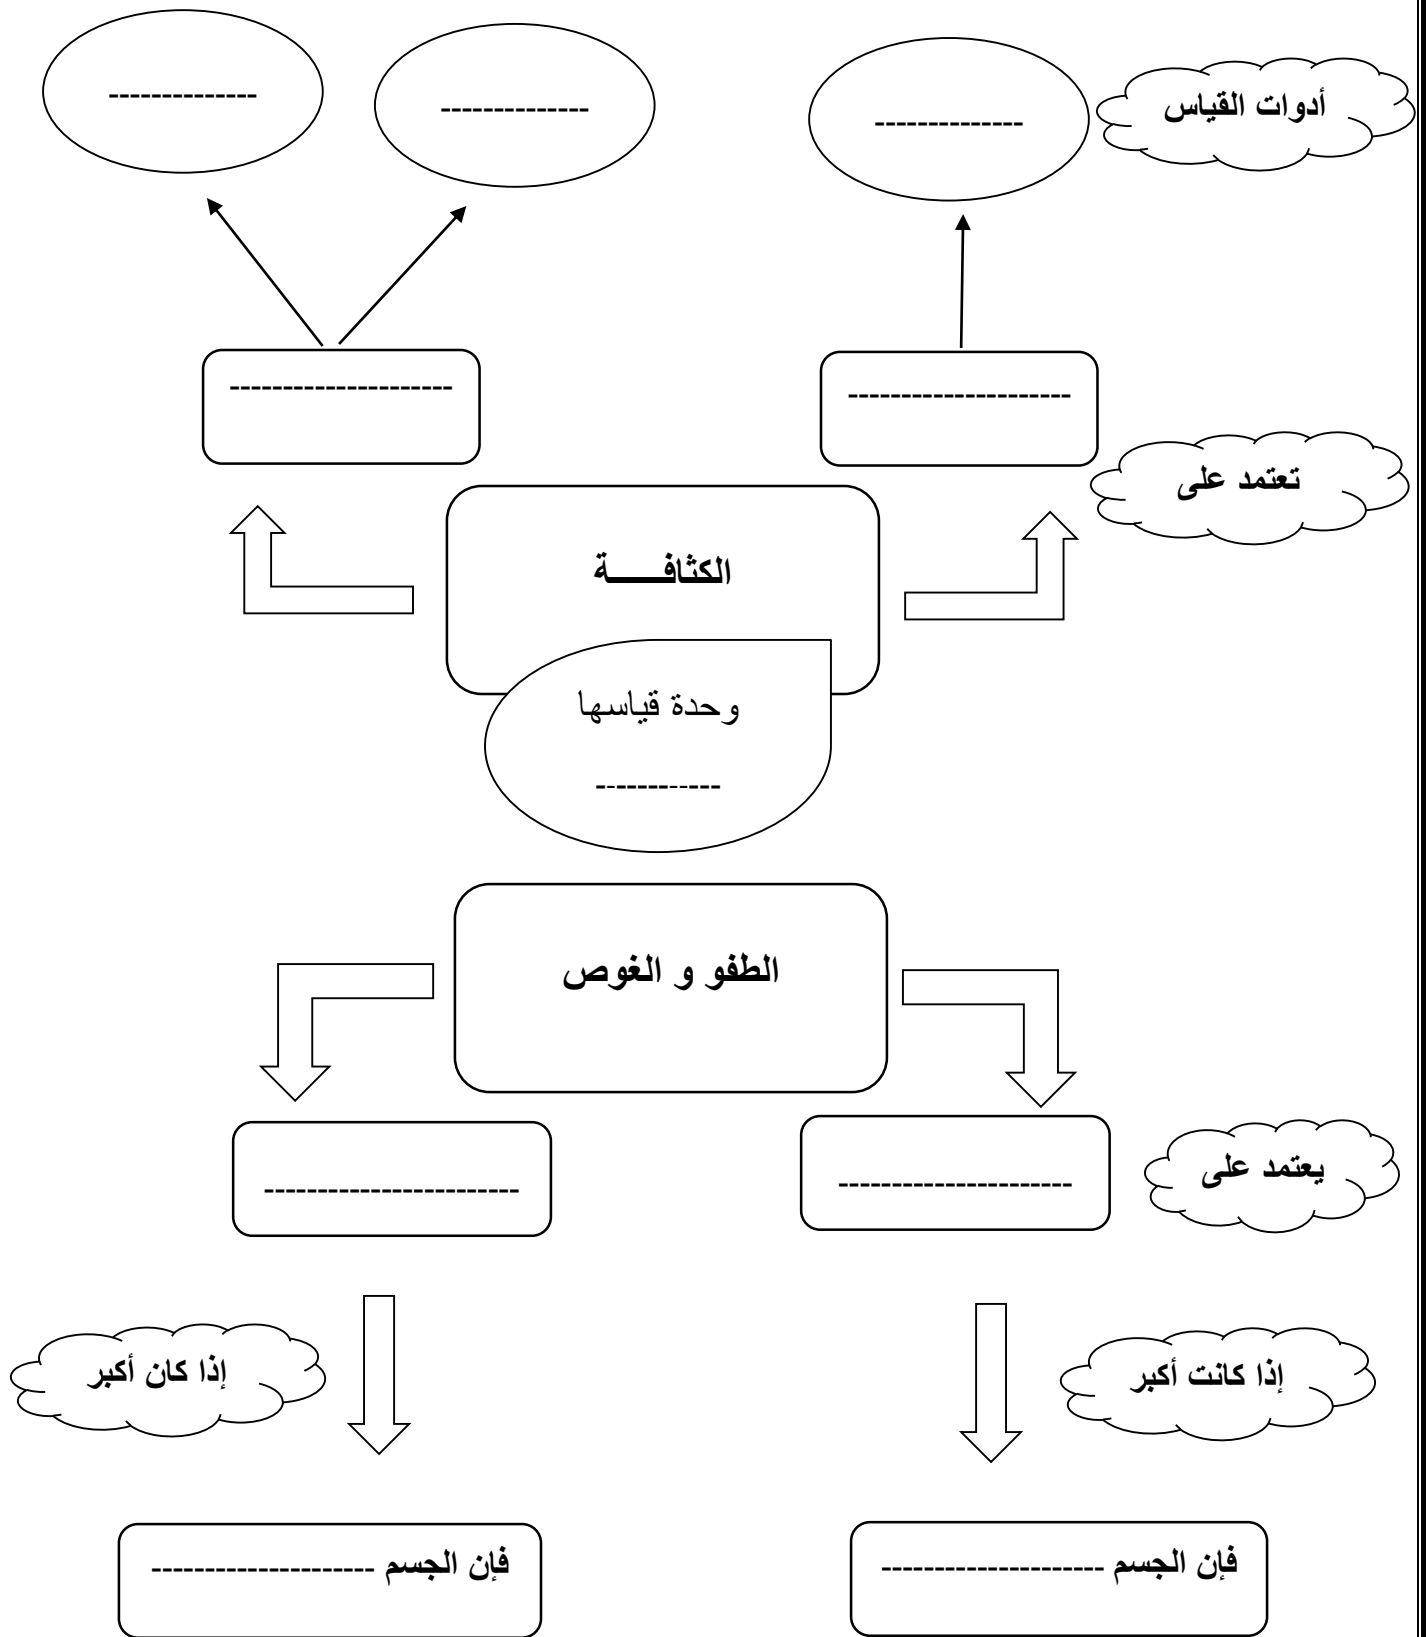 --------------
--------------
--------------
أدوات القياس
---------------------
---------------------
تعتمد على
الكثافـــــة
وحدة قياسها
------------
الطفو و الغوص
------------------------
----------------------
يعتمد على
إذا كان أكبر
إذا كانت أكبر
فإن الجسم ---------------------
فإن الجسم ---------------------